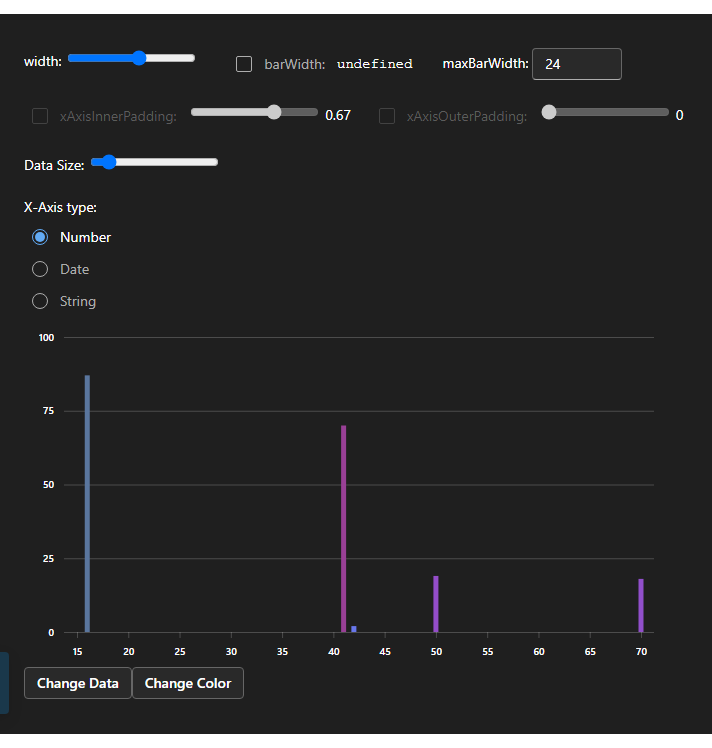 width: barWidth: undefined maxBarWidth: 24
xAxisInnerPadding: 0.67 xAxisOuterPadding: 0
Data Size:
X-Axis type:
Number
Date
String
100
75
50
25
0
15 20 25 30 35 40 45 50 55 60 65 70
Change Data Change Color